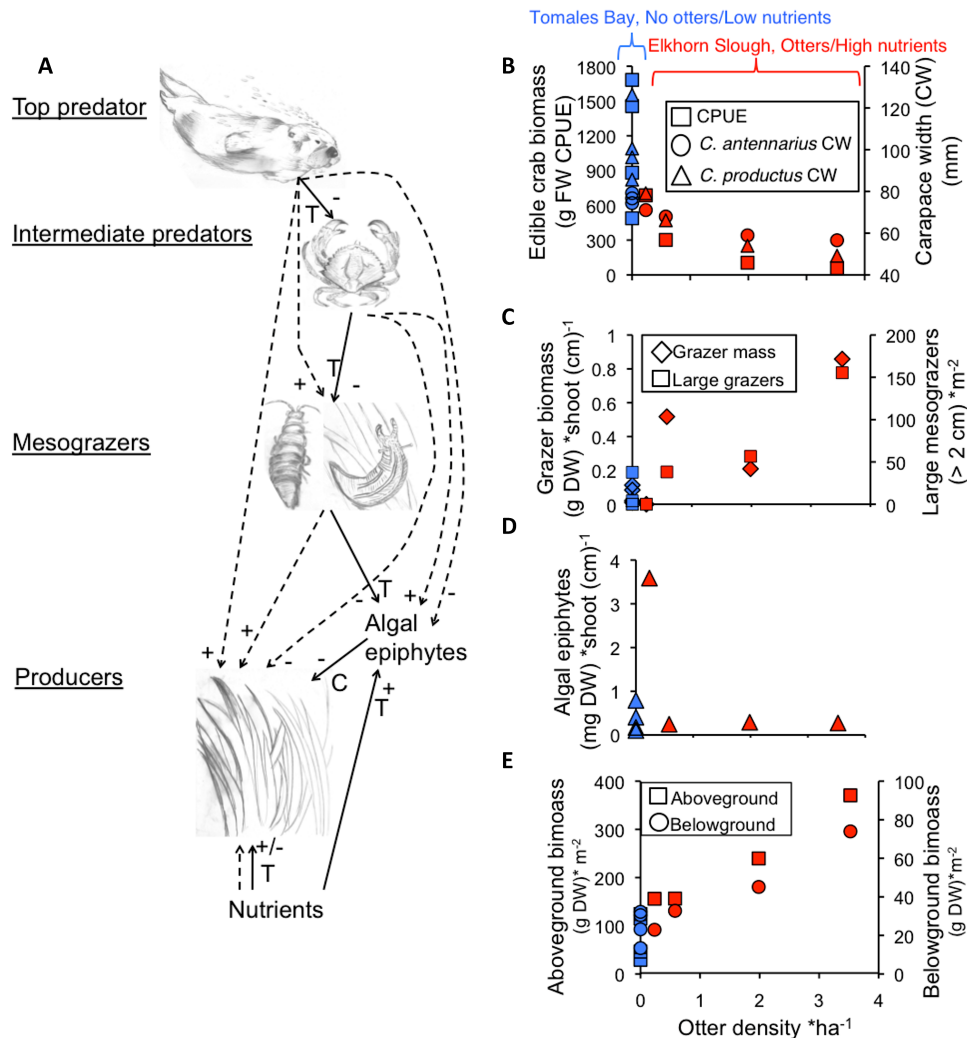 A
Top predator
-
T
Intermediate predators
T
-
+
Mesograzers
T
-
+
-
Algal
epiphytes
+
+
-
-
C
+
T
Producers
+/-
T
Nutrients
Tomales Bay, No otters/Low nutrients
Elkhorn Slough, Otters/High nutrients
B
Edible crab biomass
(g FW CPUE)
1800
1500
1200
900
600
300
0
CPUE
C. antennarius CW
C. productus CW
140
120
100
80
60
40
Carapace width (CW)
(mm)
C
Grazer biomass
(g DW) *shoot (cm)-1
1
0.8
0.6
0.4
0.2
0
Grazer mass
Large grazers
200
150
100
50
0
Large mesograzers
(> 2 cm) *m-2
D
Algal epiphytes
(mg DW) *shoot (cm)-1
4
3
2
1
0
E
Aboveground bimoass
(g DW)* m-2
400
300
200
100
0
Aboveground
Belowground
100
80
60
40
20
0
Belowground bimoass
(g DW)*m-2
0 1 2 3 4
Otter density *ha-1